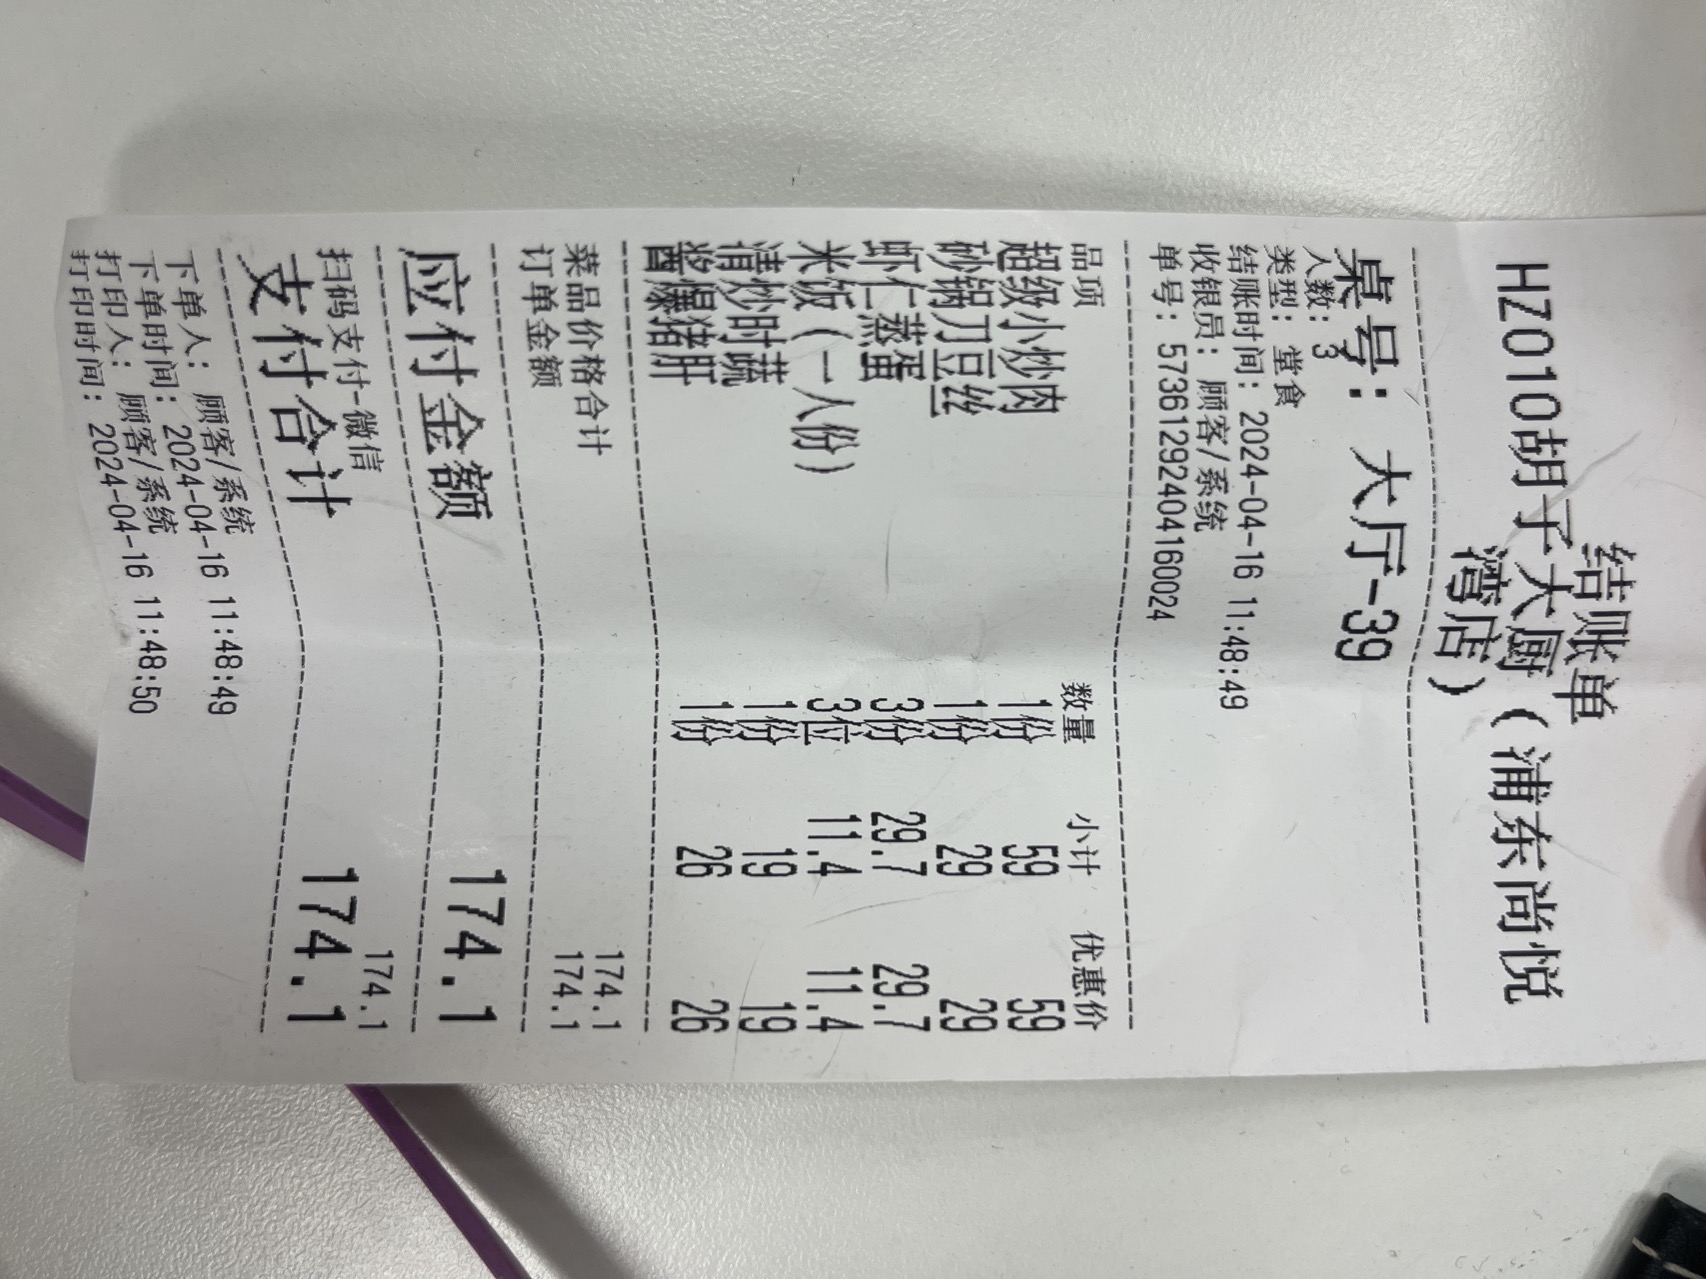 结账单
HZ010胡子大厨（浦东尚悦
湾店）
桌号：大厅-39
人数：3
类型：堂食
结账时间：2024-04-16 11:48:49
收银员：顾客/系统
单号：573612924041600​24
品项 数量 小计 优惠价
超级小炒肉 1份 59 59
砂锅刀豆丝 1份 29 29
虾仁蒸蛋 3份 29.7 29.7
米饭（一人份） 3应 11.4 11.4
清炒时蔬 1份 19 19
酱爆猪肝 1份 26 26
菜品价格合计 174.1
订单金额 174.1
应付金额 174.1
扫码支付-微信 174.1
支付合计 174.1
下单人：顾客/系统
下单时间：2024-04-16 11:48:49
打印人：顾客/系统
打印时间：2024-04-16 11:48:50